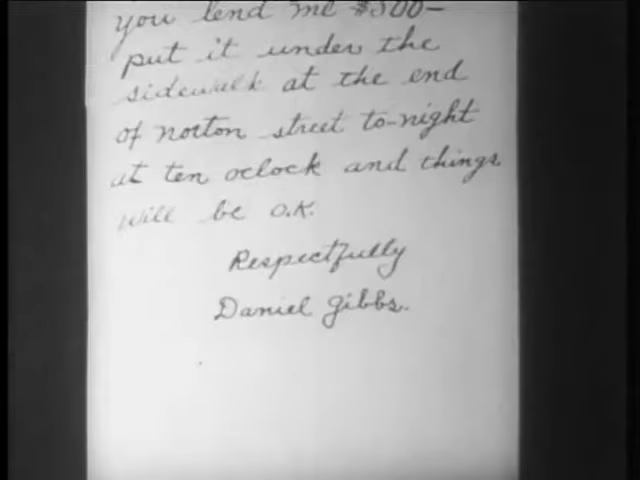 you lend me $500—
put it under the
sidewalk at the end
of norton street to-night
at ten oclock and things
will be O.K.
Respectfully
Daniel Gibbs.